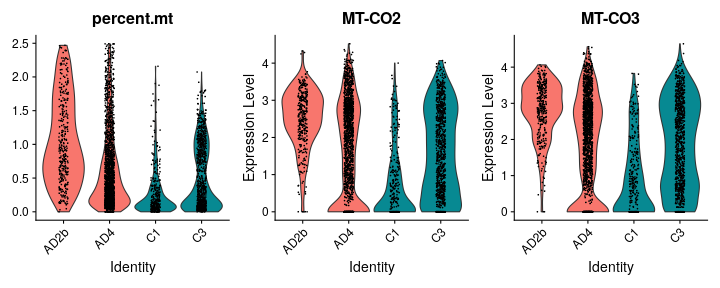 percent.mt
2.5
2.0
1.5
1.0
0.5
0.0
AD2b
AD4
C1
C3
Identity
MT-CO2
Expression Level
4
3
2
1
0
AD2b
AD4
C1
C3
Identity
MT-CO3
Expression Level
4
3
2
1
0
AD2b
AD4
C1
C3
Identity